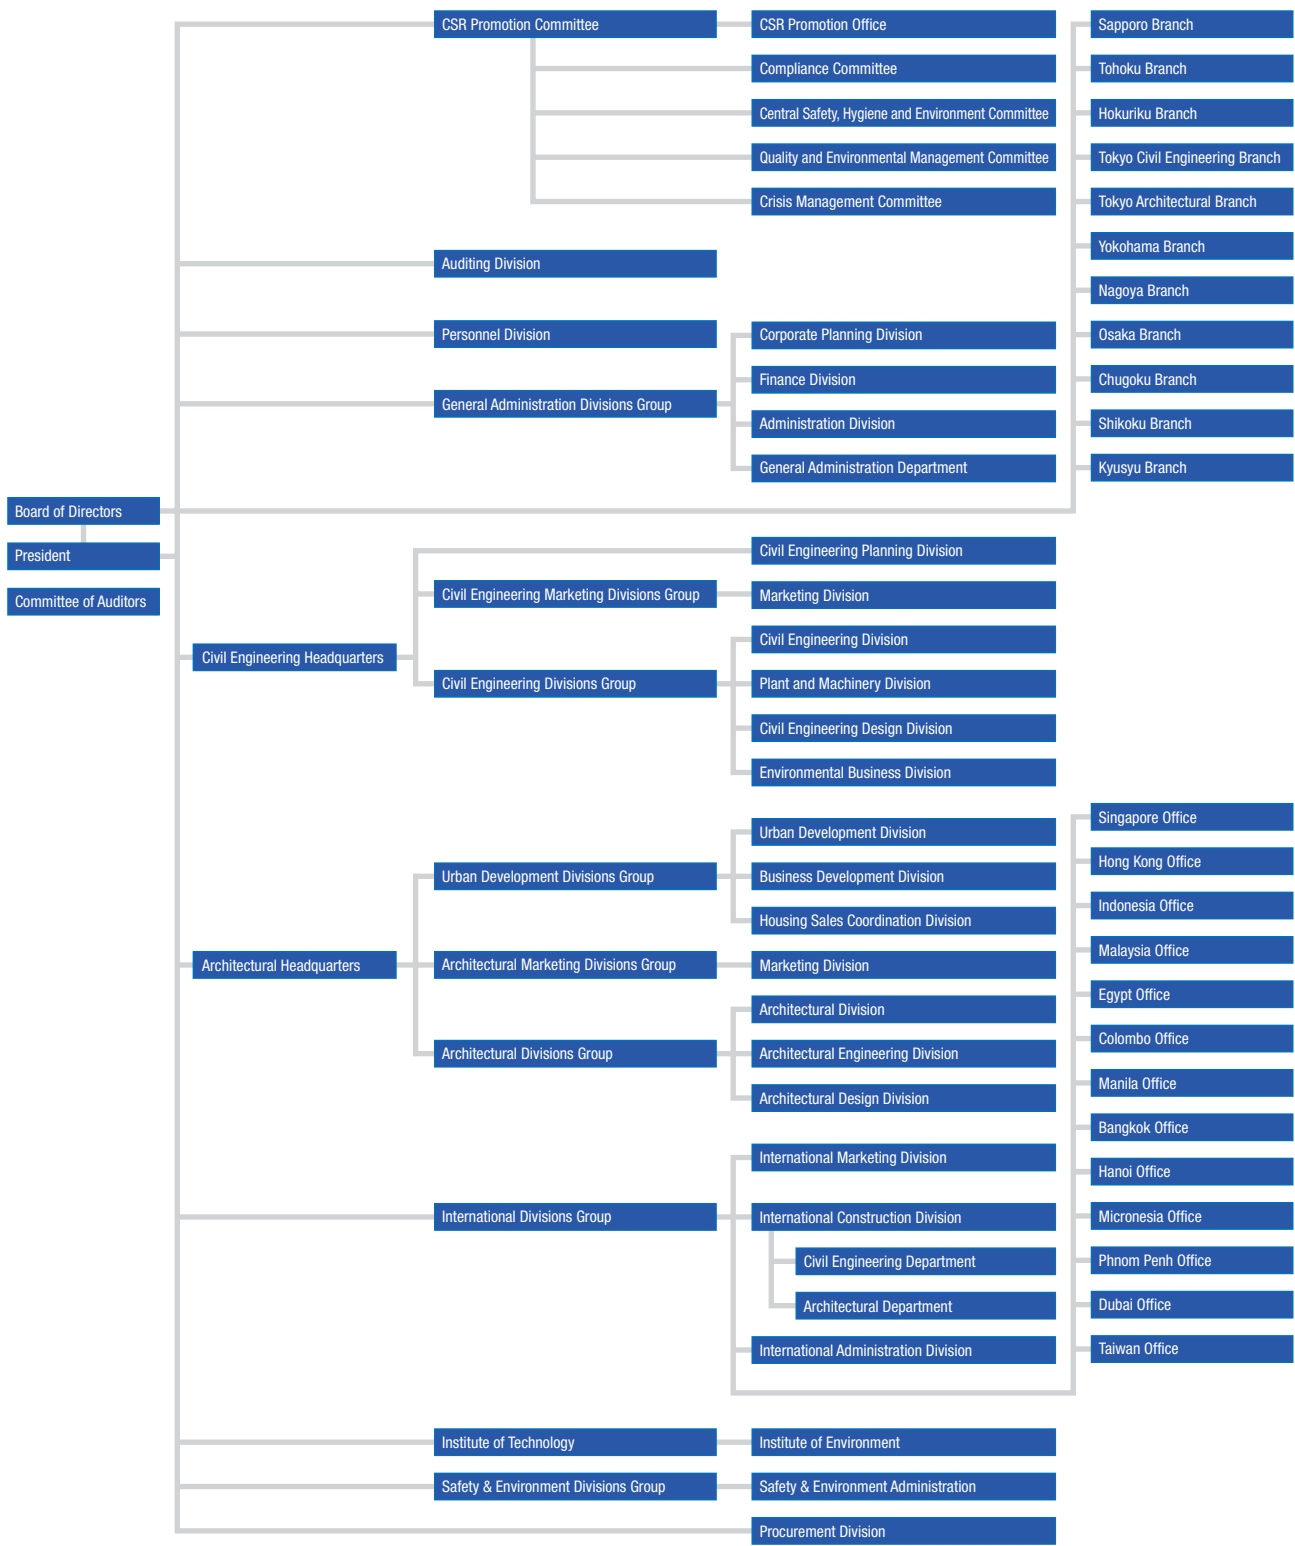 Board of Directors
President
Committee of Auditors
CSR Promotion Committee
CSR Promotion Office
Compliance Committee
Central Safety, Hygiene and Environment Committee
Quality and Environmental Management Committee
Crisis Management Committee
Auditing Division
Personnel Division
General Administration Divisions Group
Corporate Planning Division
Finance Division
Administration Division
General Administration Department
Sapporo Branch
Tohoku Branch
Hokuriku Branch
Tokyo Civil Engineering Branch
Tokyo Architectural Branch
Yokohama Branch
Nagoya Branch
Osaka Branch
Chugoku Branch
Shikoku Branch
Kyusyu Branch
Civil Engineering Headquarters
Civil Engineering Planning Division
Civil Engineering Marketing Divisions Group
Marketing Division
Civil Engineering Divisions Group
Civil Engineering Division
Plant and Machinery Division
Civil Engineering Design Division
Environmental Business Division
Architectural Headquarters
Urban Development Divisions Group
Urban Development Division
Business Development Division
Housing Sales Coordination Division
Architectural Marketing Divisions Group
Marketing Division
Architectural Divisions Group
Architectural Division
Architectural Engineering Division
Architectural Design Division
International Divisions Group
International Marketing Division
International Construction Division
Civil Engineering Department
Architectural Department
International Administration Division
Singapore Office
Hong Kong Office
Indonesia Office
Malaysia Office
Egypt Office
Colombo Office
Manila Office
Bangkok Office
Hanoi Office
Micronesia Office
Phnom Penh Office
Dubai Office
Taiwan Office
Institute of Technology
Institute of Environment
Safety & Environment Divisions Group
Safety & Environment Administration
Procurement Division